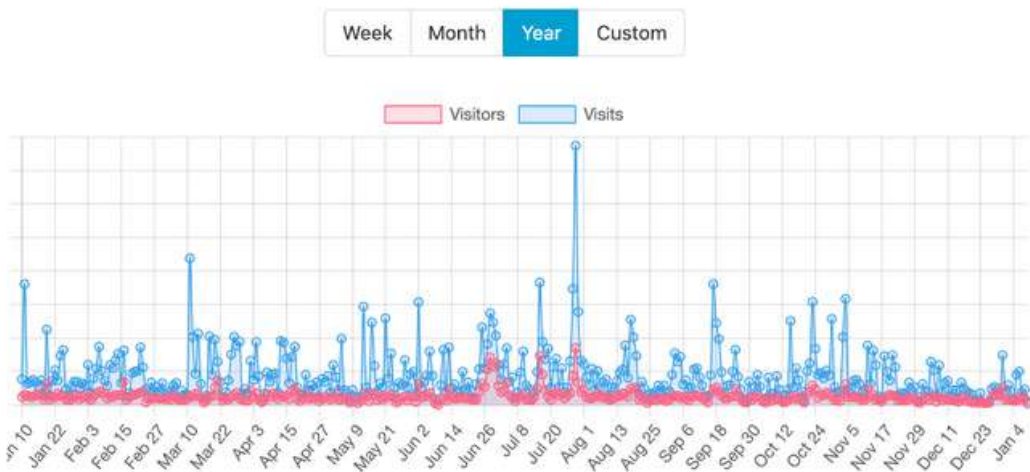 Week Month Year Custom
Visitors Visits
n 10 Jan 22 Feb 3 Feb 15 Feb 27 Mar 10 Mar 22 Apr 3 Apr 15 Apr 27 May 9 May 21 Jun 2 Jun 14 Jun 26 Jul 8 Jul 20 Aug 1 Aug 13 Aug 25 Sep 6 Sep 18 Sep 30 Oct 12 Oct 24 Nov 5 Nov 17 Nov 29 Dec 11 Dec 23 Jan 4